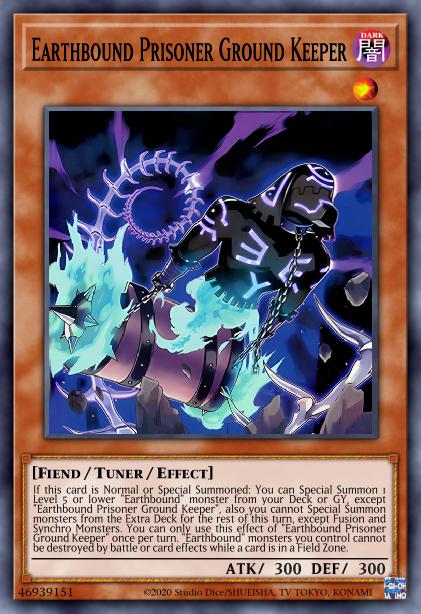 EARTHBOUND PRISONER GROUND KEEPER
DARK
闇
[FIEND / TUNER / EFFECT]
If this card is Normal or Special Summoned: You can Special Summon 1
Level 5 or lower "Earthbound" monster from your Deck or GY, except
"Earthbound Prisoner Ground Keeper", also you cannot Special Summon
monsters from the Extra Deck for the rest of this turn, except Fusion and
Synchro Monsters. You can only use this effect of "Earthbound Prisoner
Ground Keeper" once per turn. "Earthbound" monsters you control cannot
be destroyed by battle or card effects while a card is in a Field Zone.
ATK/ 300 DEF/ 300
46939151 ©2020 Studio Dice/SHUEISHA, TV TOKYO, KONAMI